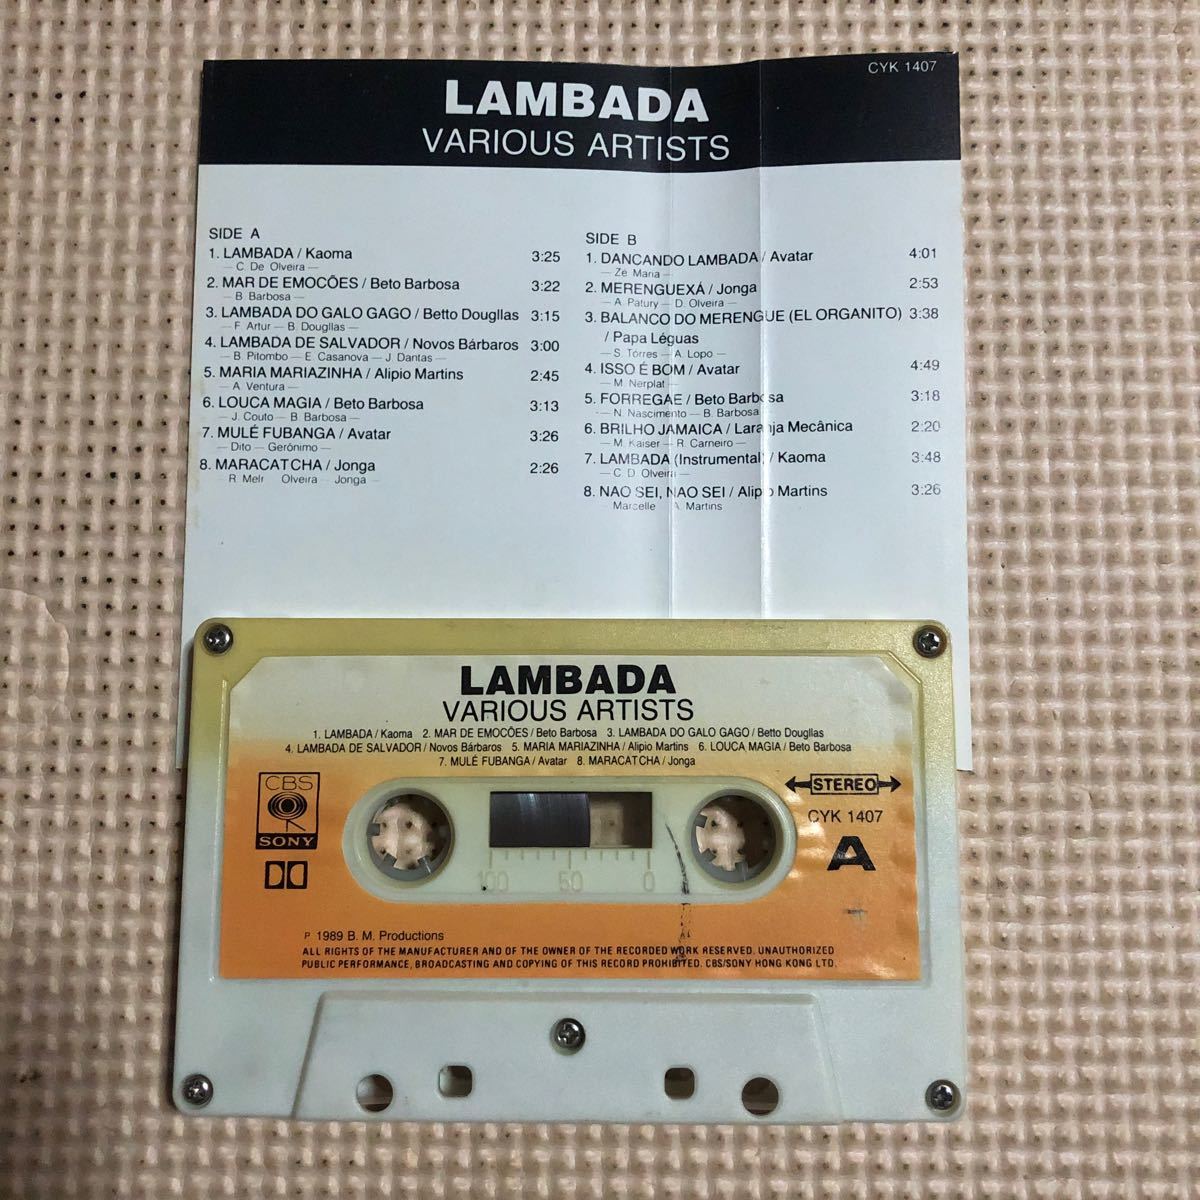 CYK 1407
LAMBADA
VARIOUS ARTISTS
SIDE A
1. LAMBADA / Kaoma 3:25
— C. De Olveira —
2. MAR DE EMOCÕES / Beto Barbosa 3:22
— B. Barbosa —
3. LAMBADA DO GALO GAGO / Betto Dougllas 3:15
— F. Artur — B. Dougllas —
4. LAMBADA DE SALVADOR / Novos Bárbaros 3:00
— B. Pitombo — E. Casanova — J. Dantas —
5. MARIA MARIAZINHA / Alipio Martins 2:45
— A. Ventura —
6. LOUCA MAGIA / Beto Barbosa 3:13
— J. Couto — B. Barbosa —
7. MULÉ FUBANGA / Avatar 3:26
— Dito — Gerónimo —
8. MARACATCHA / Jonga 2:26
— R. Melr Olveira Jonga —
SIDE B
1. DANCANDO LAMBADA / Avatar 4:01
— Zé Maria —
2. MERENGUEXÁ / Jonga 2:53
— A. Patury — D. Olveira —
3. BALANCO DO MERENGUE (EL ORGANITO) 3:38
/ Papa Léguas
— S. Tôrres — A. Lopo —
4. ISSO É BOM / Avatar 4:49
— M. Nerplat —
5. FORREGAE / Beto Barbosa 3:18
— N. Nascimento — B. Barbosa
6. BRILHO JAMAICA / Laranja Mecânica 2:20
— M. Kaiser — R. Carneiro —
7. LAMBADA (Instrumental) / Kaoma 3:48
— C. D. Olveira —
8. NAO SEI, NAO SEI / Alipio Martins 3:26
Marcelle A. Martins
LAMBADA
VARIOUS ARTISTS
1. LAMBADA / Kaoma 2. MAR DE EMOCÕES / Beto Barbosa 3. LAMBADA DO GALO GAGO / Betto Dougllas
4. LAMBADA DE SALVADOR / Novos Bárbaros 5. MARIA MARIAZINHA / Alipio Martins 6. LOUCA MAGIA / Beto Barbosa
7. MULÉ FUBANGA / Avatar 8. MARACATCHA / Jonga
CBS
SONY
STEREO
CYK 1407
A
100 50 0
P 1989 B. M. Productions
ALL RIGHTS OF THE MANUFACTURER AND OF THE OWNER OF THE RECORDED WORK RESERVED. UNAUTHORIZED
PUBLIC PERFORMANCE, BROADCASTING AND COPYING OF THIS RECORD PROHIBITED. CBS/SONY HONG KONG LTD.